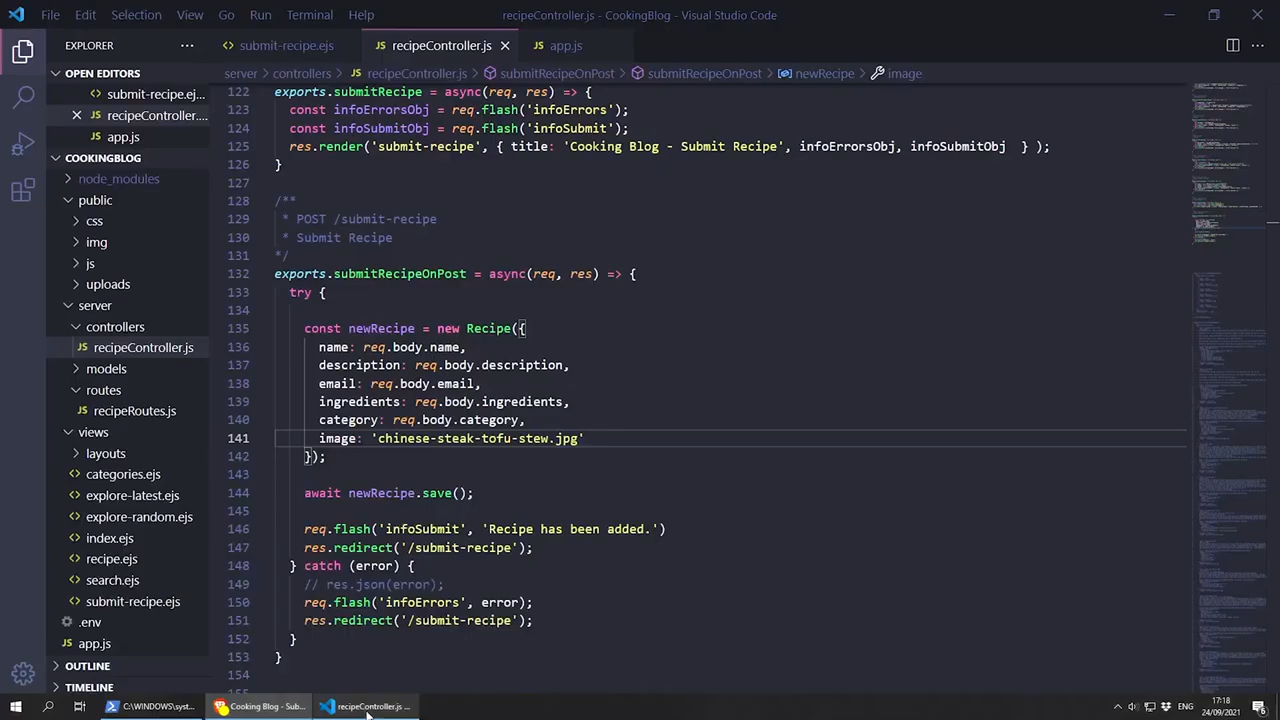 File Edit Selection View Go Run Terminal Help
recipeController.js - CookingBlog - Visual Studio Code
EXPLORER
submit-recipe.ejs
recipeController.js
app.js
OPEN EDITORS
submit-recipe.ej...
recipeController....
app.js
COOKINGBLOG
node_modules
public
css
img
js
uploads
server
controllers
recipeController.js
models
routes
recipeRoutes.js
views
layouts
categories.ejs
explore-latest.ejs
explore-random.ejs
index.ejs
recipe.ejs
search.ejs
submit-recipe.ejs
.env
app.js
OUTLINE
TIMELINE
server controllers recipeController.js submitRecipeOnPost submitRecipeOnPost newRecipe image
122 exports.submitRecipe = async(req, res) => {
123 const infoErrorsObj = req.flash('infoErrors');
124 const infoSubmitObj = req.flash('infoSubmit');
125 res.render('submit-recipe', { title: 'Cooking Blog - Submit Recipe', infoErrorsObj, infoSubmitObj } );
126 }
127
128 /**
129 * POST /submit-recipe
130 * Submit Recipe
131 */
132 exports.submitRecipeOnPost = async(req, res) => {
133 try {
134
135 const newRecipe = new Recipe({
136 name: req.body.name,
137 description: req.body.description,
138 email: req.body.email,
139 ingredients: req.body.ingredients,
140 category: req.body.category,
141 image: 'chinese-steak-tofu-stew.jpg'
142 });
143
144 await newRecipe.save();
145
146 req.flash('infoSubmit', 'Recipe has been added.')
147 res.redirect('/submit-recipe');
148 } catch (error) {
149 // res.json(error);
150 req.flash('infoErrors', error);
151 res.redirect('/submit-recipe');
152 }
153 }
154
155
C:\WINDOWS\syst...
Cooking Blog - Sub...
recipeController.js ...
ENG
17:18
24/09/2021